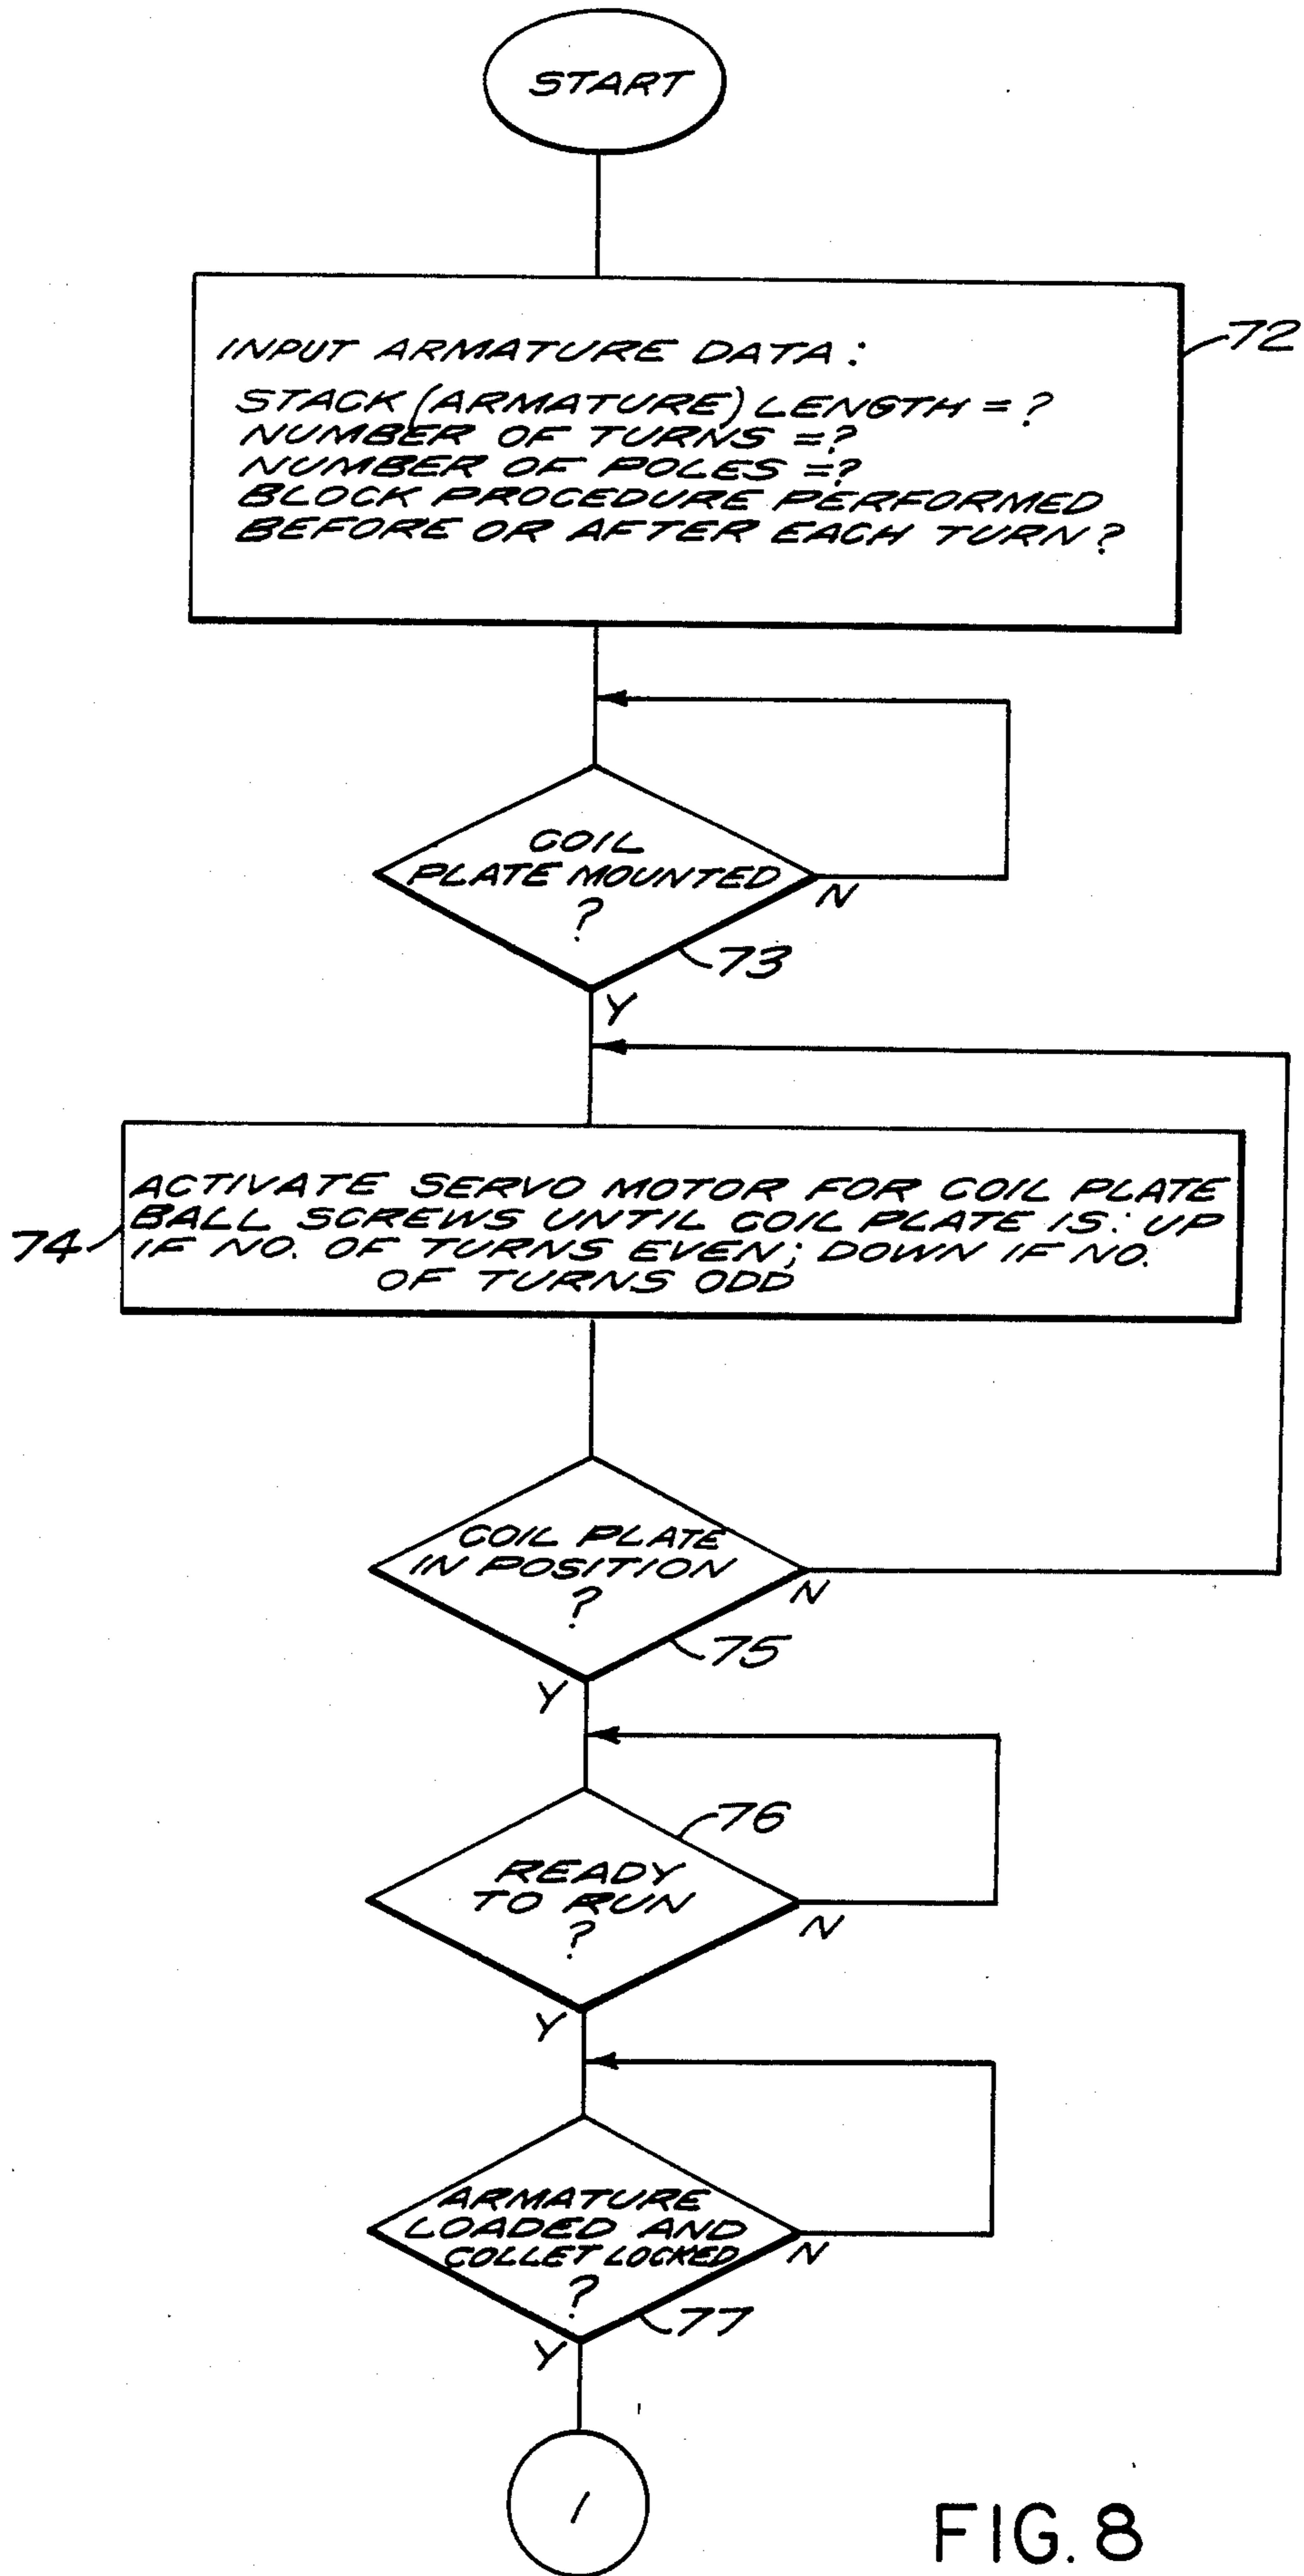 START
72
INPUT ARMATURE DATA:
STACK (ARMATURE) LENGTH = ?
NUMBER OF TURNS =?
NUMBER OF POLES =?
BLOCK PROCEDURE PERFORMED
BEFORE OR AFTER EACH TURN?
COIL
PLATE MOUNTED
?
N
73
Y
ACTIVATE SERVO MOTOR FOR COIL PLATE
BALL SCREWS UNTIL COIL PLATE IS: UP
IF NO. OF TURNS EVEN; DOWN IF NO.
OF TURNS ODD
74
COIL PLATE
IN POSITION
?
N
75
Y
76
READY
TO RUN
?
N
Y
ARMATURE
LOADED AND
COLLET LOCKED
?
N
77
Y
1
FIG. 8